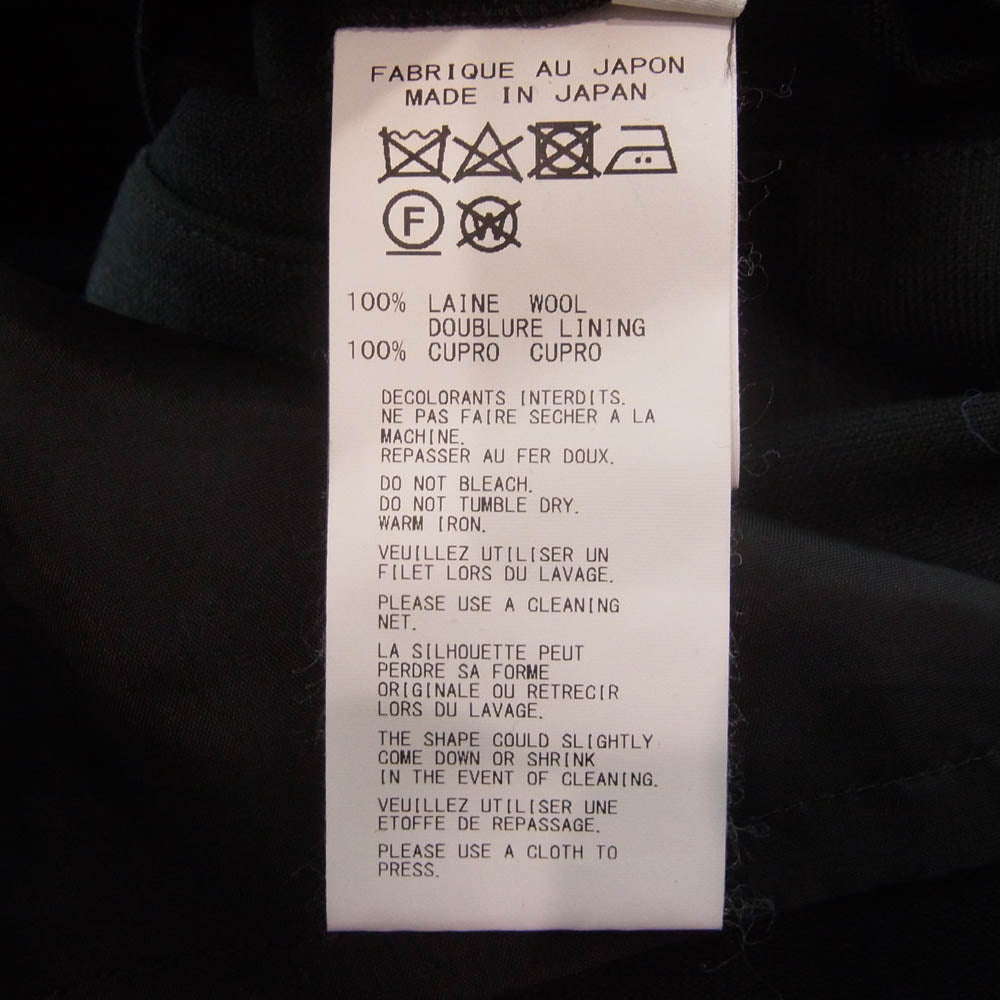 FABRIQUE AU JAPON
MADE IN JAPAN
F W
100% LAINE WOOL
DOUBLURE LINING
100% CUPRO CUPRO
DECOLORANTS INTERDITS.
NE PAS FAIRE SECHER A LA
MACHINE.
REPASSER AU FER DOUX.
DO NOT BLEACH.
DO NOT TUMBLE DRY.
WARM IRON.
VEUILLEZ UTILISER UN
FILET LORS DU LAVAGE.
PLEASE USE A CLEANING
NET.
LA SILHOUETTE PEUT
PERDRE SA FORME
ORIGINALE OU RETRECIR
LORS DU LAVAGE.
THE SHAPE COULD SLIGHTLY
COME DOWN OR SHRINK
IN THE EVENT OF CLEANING.
VEUILLEZ UTILISER UNE
ETOFFE DE REPASSAGE.
PLEASE USE A CLOTH TO
PRESS.